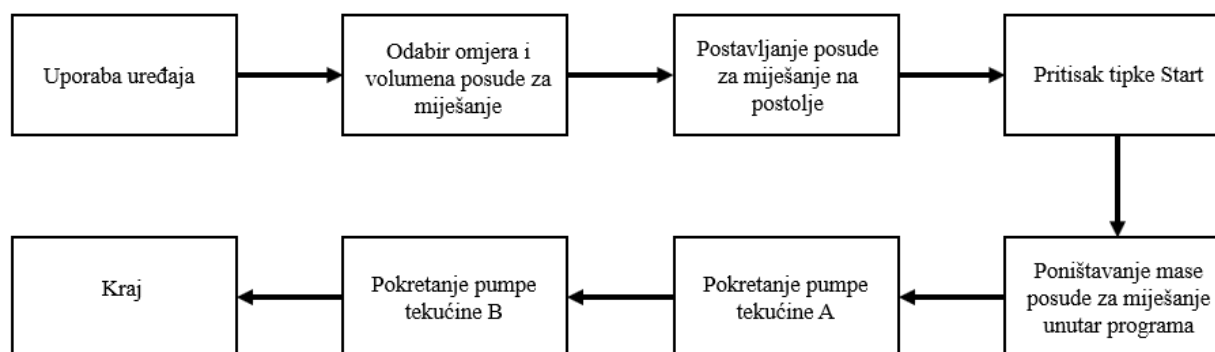 Uporaba uređaja
Odabir omjera i
volumena posude za
miješanje
Postavljanje posude
za miješanje na
postolje
Pritisak tipke Start
Poništavanje mase
posude za miješanje
unutar programa
Pokretanje pumpe
tekućine A
Pokretanje pumpe
tekućine B
Kraj